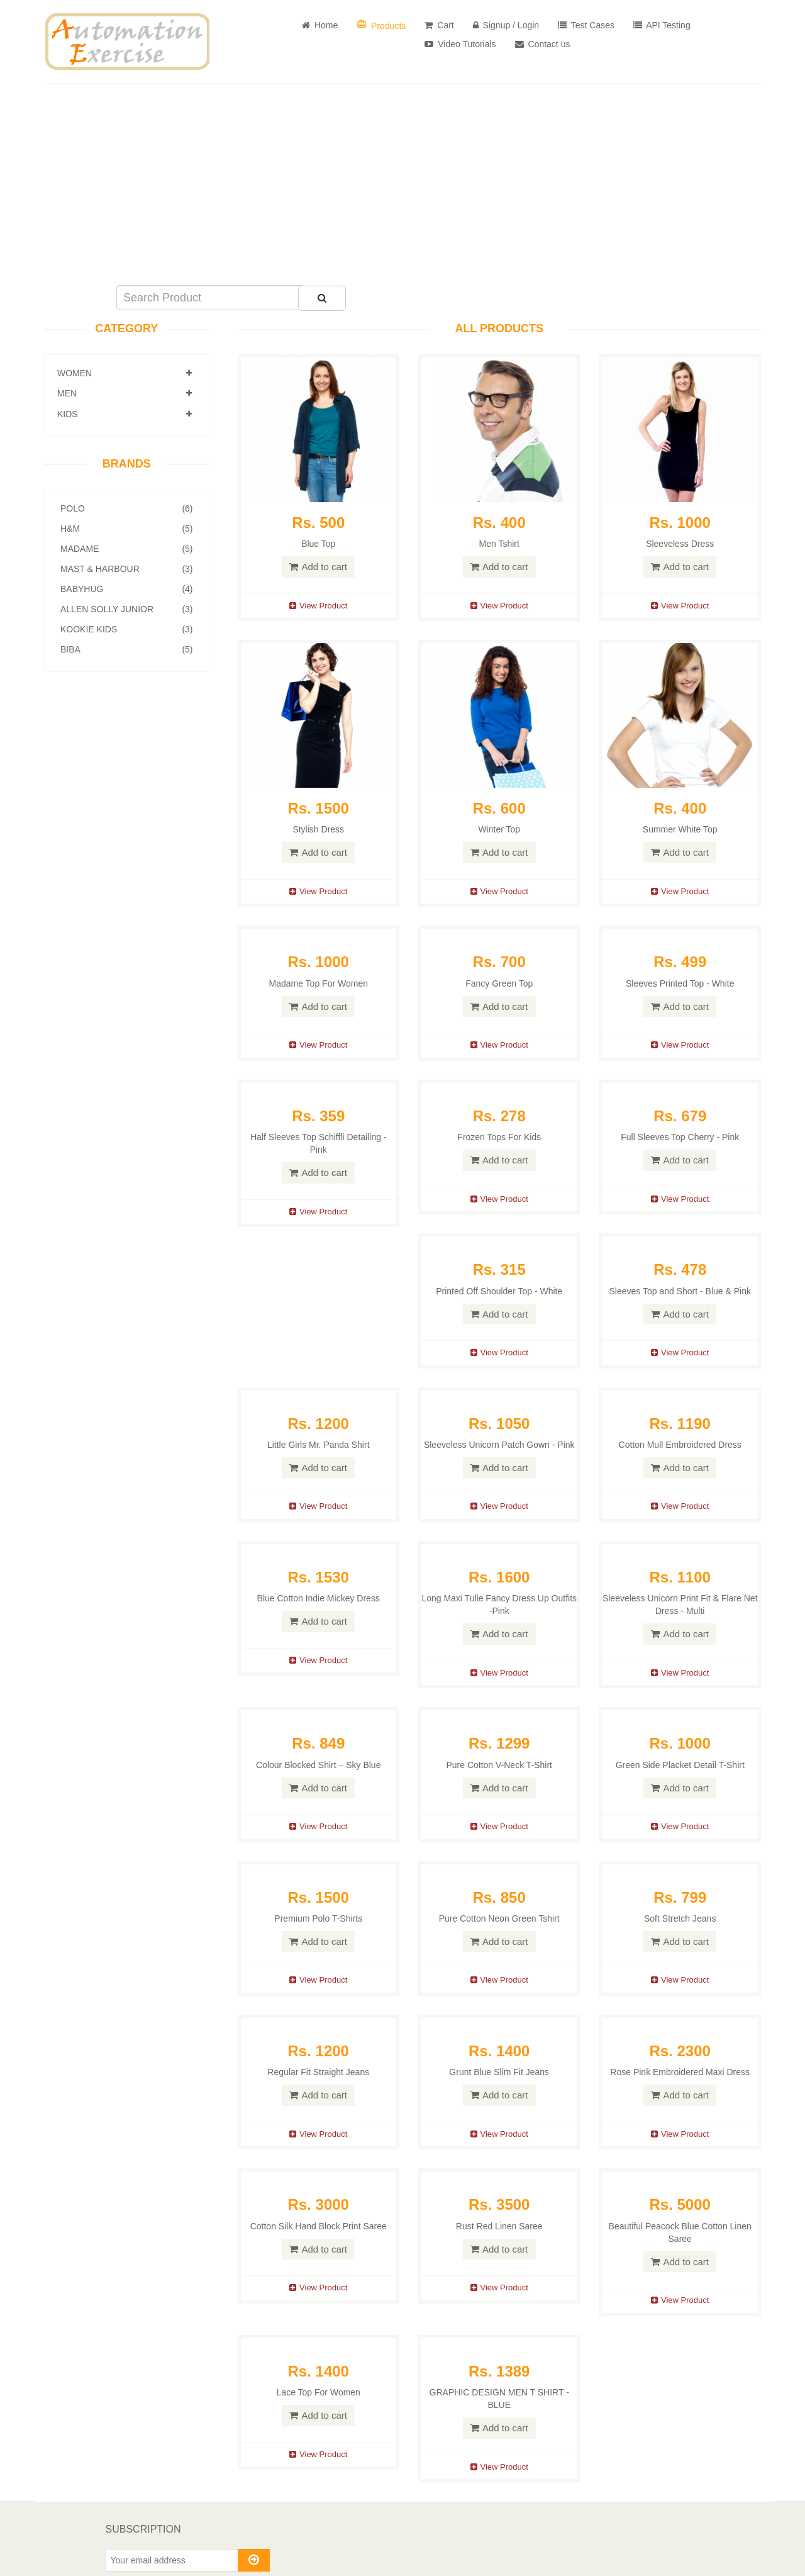 Automation
Exercise
Home
Products
Cart
Signup / Login
Test Cases
API Testing
Video Tutorials
Contact us
Search Product
CATEGORY
WOMEN
MEN
KIDS
BRANDS
POLO (6)
H&M (5)
MADAME (5)
MAST & HARBOUR (3)
BABYHUG (4)
ALLEN SOLLY JUNIOR (3)
KOOKIE KIDS (3)
BIBA (5)
ALL PRODUCTS
Rs. 500
Blue Top
Add to cart
View Product
Rs. 400
Men Tshirt
Add to cart
View Product
Rs. 1000
Sleeveless Dress
Add to cart
View Product
Rs. 1500
Stylish Dress
Add to cart
View Product
Rs. 600
Winter Top
Add to cart
View Product
Rs. 400
Summer White Top
Add to cart
View Product
Rs. 1000
Madame Top For Women
Add to cart
View Product
Rs. 700
Fancy Green Top
Add to cart
View Product
Rs. 499
Sleeves Printed Top - White
Add to cart
View Product
Rs. 359
Half Sleeves Top Schiffli Detailing -
Pink
Add to cart
View Product
Rs. 278
Frozen Tops For Kids
Add to cart
View Product
Rs. 679
Full Sleeves Top Cherry - Pink
Add to cart
View Product
Rs. 315
Printed Off Shoulder Top - White
Add to cart
View Product
Rs. 478
Sleeves Top and Short - Blue & Pink
Add to cart
View Product
Rs. 1200
Little Girls Mr. Panda Shirt
Add to cart
View Product
Rs. 1050
Sleeveless Unicorn Patch Gown - Pink
Add to cart
View Product
Rs. 1190
Cotton Mull Embroidered Dress
Add to cart
View Product
Rs. 1530
Blue Cotton Indie Mickey Dress
Add to cart
View Product
Rs. 1600
Long Maxi Tulle Fancy Dress Up Outfits
-Pink
Add to cart
View Product
Rs. 1100
Sleeveless Unicorn Print Fit & Flare Net
Dress - Multi
Add to cart
View Product
Rs. 849
Colour Blocked Shirt – Sky Blue
Add to cart
View Product
Rs. 1299
Pure Cotton V-Neck T-Shirt
Add to cart
View Product
Rs. 1000
Green Side Placket Detail T-Shirt
Add to cart
View Product
Rs. 1500
Premium Polo T-Shirts
Add to cart
View Product
Rs. 850
Pure Cotton Neon Green Tshirt
Add to cart
View Product
Rs. 799
Soft Stretch Jeans
Add to cart
View Product
Rs. 1200
Regular Fit Straight Jeans
Add to cart
View Product
Rs. 1400
Grunt Blue Slim Fit Jeans
Add to cart
View Product
Rs. 2300
Rose Pink Embroidered Maxi Dress
Add to cart
View Product
Rs. 3000
Cotton Silk Hand Block Print Saree
Add to cart
View Product
Rs. 3500
Rust Red Linen Saree
Add to cart
View Product
Rs. 5000
Beautiful Peacock Blue Cotton Linen
Saree
Add to cart
View Product
Rs. 1400
Lace Top For Women
Add to cart
View Product
Rs. 1389
GRAPHIC DESIGN MEN T SHIRT -
BLUE
Add to cart
View Product
SUBSCRIPTION
Your email address